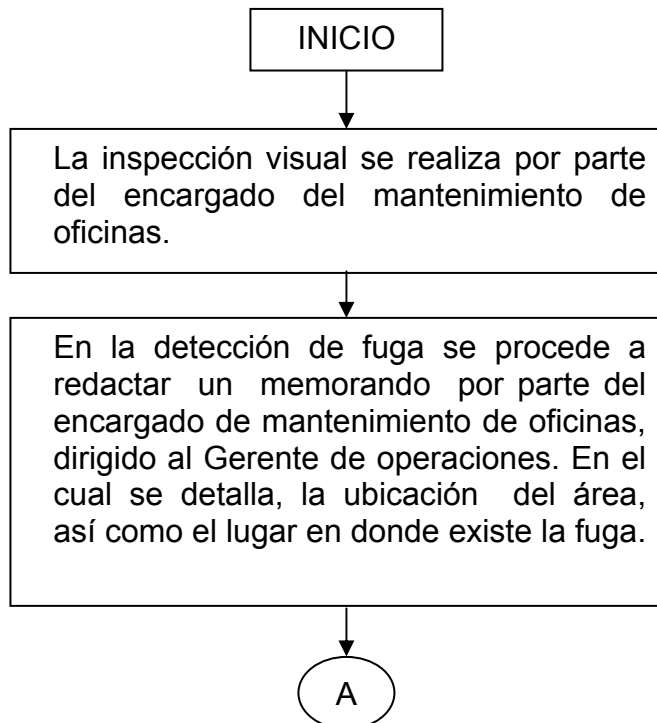 INICIO
La inspección visual se realiza por parte
del encargado del mantenimiento de
oficinas.
En la detección de fuga se procede a
redactar un memorando por parte del
encargado de mantenimiento de oficinas,
dirigido al Gerente de operaciones. En el
cual se detalla, la ubicación del área,
así como el lugar en donde existe la fuga.
A